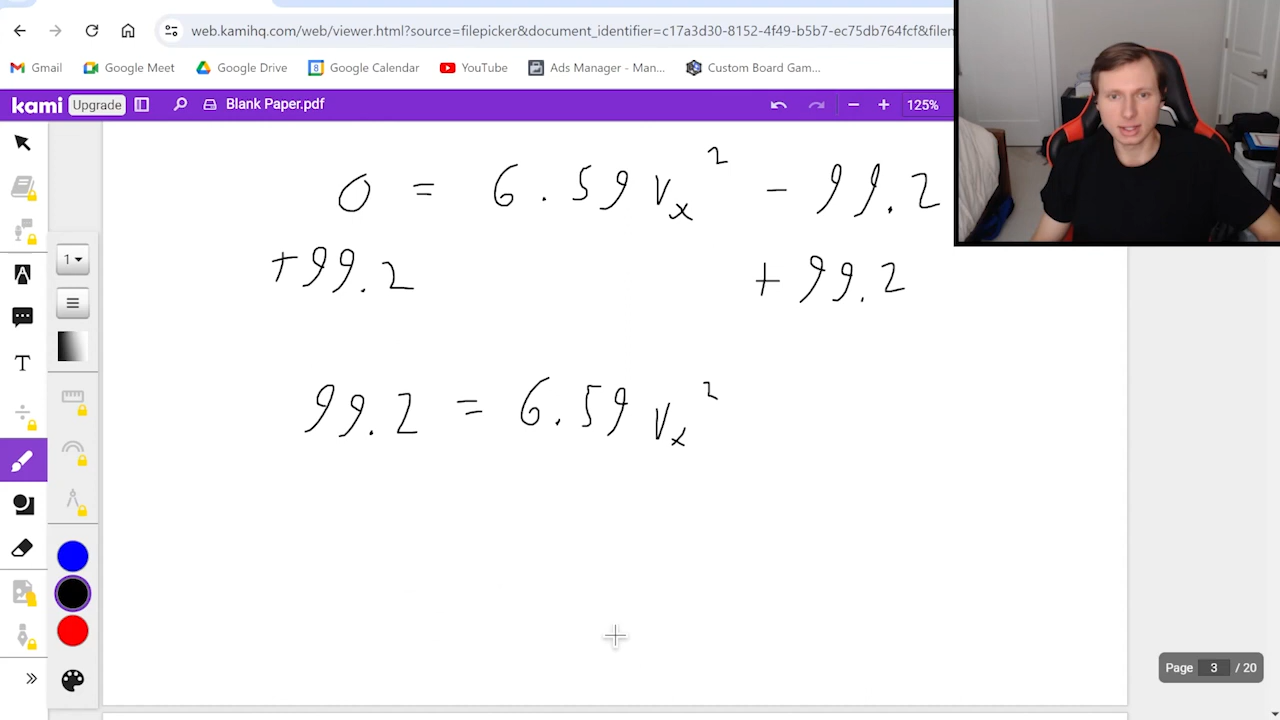 web.kamihq.com/web/viewer.html?source=filepicker&document_identifier=c17a3d30-8152-4f49-b5b7-ec75db764fcf&filen
Gmail Google Meet Google Drive 8 Google Calendar YouTube Ads Manager - Man... Custom Board Gam...
kami Upgrade Blank Paper.pdf 125%
0 = 6.59 vₓ² - 99.2
+99.2 + 99.2
1
A
T
99.2 = 6.59 vₓ²
Page 3 / 20